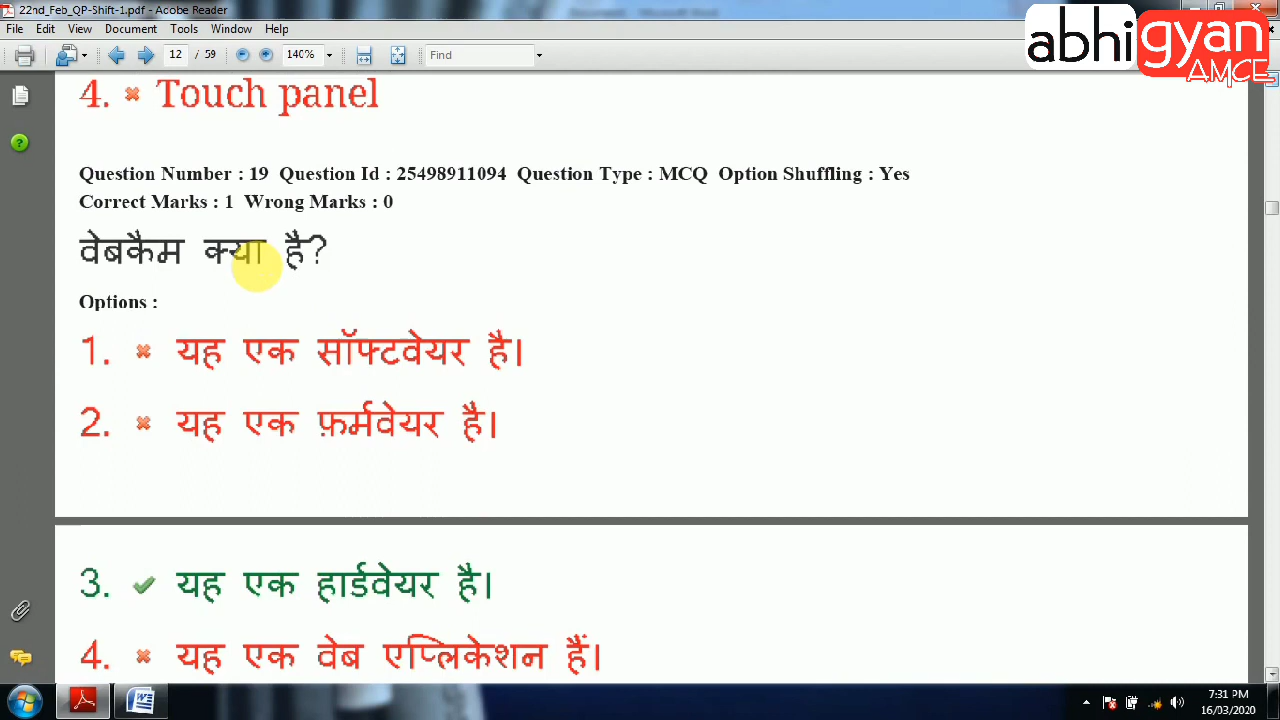 22nd_Feb_QP-Shift-1.pdf - Adobe Reader
File Edit View Document Tools Window Help
12 / 59 140% Find
abhigyan
AMCE
4. Touch panel
Question Number : 19 Question Id : 25498911094 Question Type : MCQ Option Shuffling : Yes
Correct Marks : 1 Wrong Marks : 0
वेबकैम क्या है?
Options :
1. यह एक सॉफ्टवेयर है।
2. यह एक फ़र्मवेयर है।
3. यह एक हार्डवेयर है।
4. यह एक वेब एप्लिकेशन हैं।
7:31 PM
16/03/2020